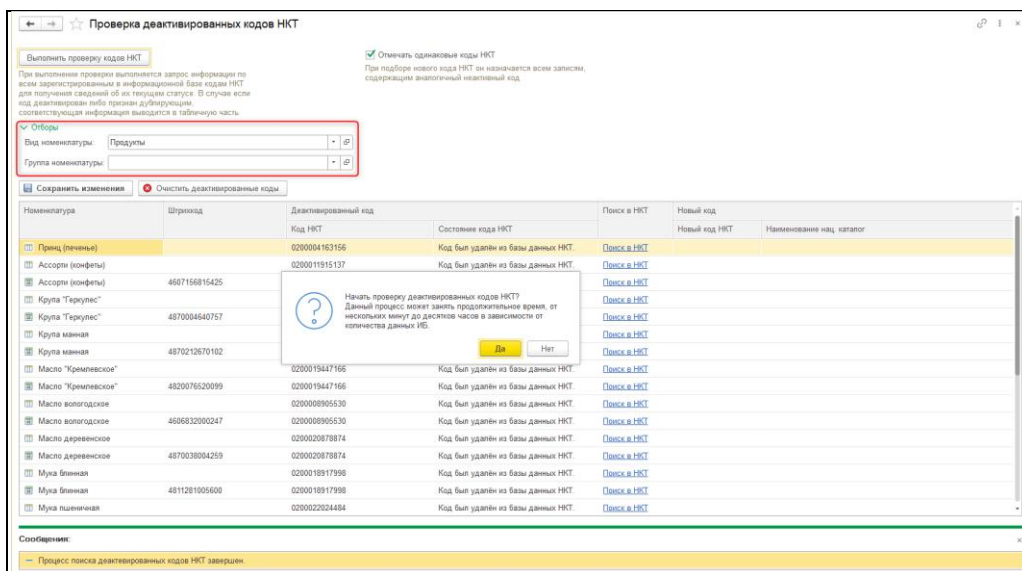 Проверка деактивированных кодов НКТ
Выполнить проверку кодов НКТ
Отмечать одинаковые коды НКТ
При выполнение проверки выполняется запрос информации по
всем зарегистрированным в информационной базе кодам НКТ
для получения сведений об их текущем статусе. В случае если
код деактивирован либо признан дублирующим,
соответствующая информация выводится в табличную часть
При подборе нового кода НКТ он назначается всем записям,
содержащим аналогичный неактивный код
Отборы
Вид номенклатуры: Продукты
Группа номенклатуры:
Сохранить изменения Очистить деактивированные коды
Номенклатура Штрихкод Деактивированный код Поиск в НКТ Новый код
Код НКТ Состояние кода НКТ Новый код НКТ Наименование нац. каталог
Принц (печенье) 0200004163156 Код был удалён из базы данных НКТ. Поиск в НКТ
Ассорти (конфеты) 0200011915137 Код был удалён из базы данных НКТ. Поиск в НКТ
Ассорти (конфеты) 4607156815425 Поиск в НКТ
Крупа "Геркулес" Поиск в НКТ
Крупа "Геркулес" 4870004640757 Поиск в НКТ
Крупа манная Поиск в НКТ
Крупа манная 4870212670102 Поиск в НКТ
Начать проверку деактивированных кодов НКТ?
Данный процесс может занять продолжительное время, от
нескольких минут до десятков часов в зависимости от
количества данных ИБ.
Да Нет
Масло "Кремлевское" 0200019447166 Код был удалён из базы данных НКТ. Поиск в НКТ
Масло "Кремлевское" 4820076520099 0200019447166 Код был удалён из базы данных НКТ. Поиск в НКТ
Масло вологодское 0200008905530 Код был удалён из базы данных НКТ. Поиск в НКТ
Масло вологодское 4606832000247 0200008905530 Код был удалён из базы данных НКТ. Поиск в НКТ
Масло деревенское 0200020878874 Код был удалён из базы данных НКТ. Поиск в НКТ
Масло деревенское 4870038004259 0200020878874 Код был удалён из базы данных НКТ. Поиск в НКТ
Мука блинная 0200018917998 Код был удалён из базы данных НКТ. Поиск в НКТ
Мука блинная 4811281005600 0200018917998 Код был удалён из базы данных НКТ. Поиск в НКТ
Мука пшеничная 0200022024484 Код был удалён из базы данных НКТ. Поиск в НКТ
Сообщения:
Процесс поиска деактевированных кодов НКТ завершен.